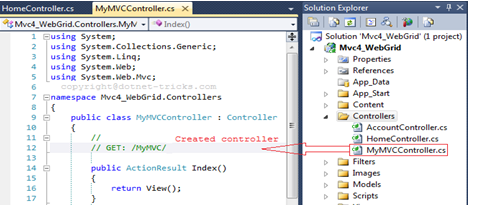 HomeController.cs
MyMVCController.cs
Mvc4_WebGrid.Controllers.MyM
Index()
1 using System;
2 using System.Collections.Generic;
3 using System.Linq;
4 using System.Web;
5 using System.Web.Mvc;
6 copyright@dotnet-tricks.com
7 namespace Mvc4_WebGrid.Controllers
8 {
9 public class MyMVCController : Controller
10 {
11 //
12 // GET: /MyMVC/
13
14 public ActionResult Index()
15 {
16 return View();
17 }
Created controller
Solution Explorer
Solution 'Mvc4_WebGrid' (1 project)
Mvc4_WebGrid
Properties
References
App_Data
App_Start
Content
Controllers
AccountController.cs
HomeController.cs
MyMVCController.cs
Filters
Images
Models
Scripts